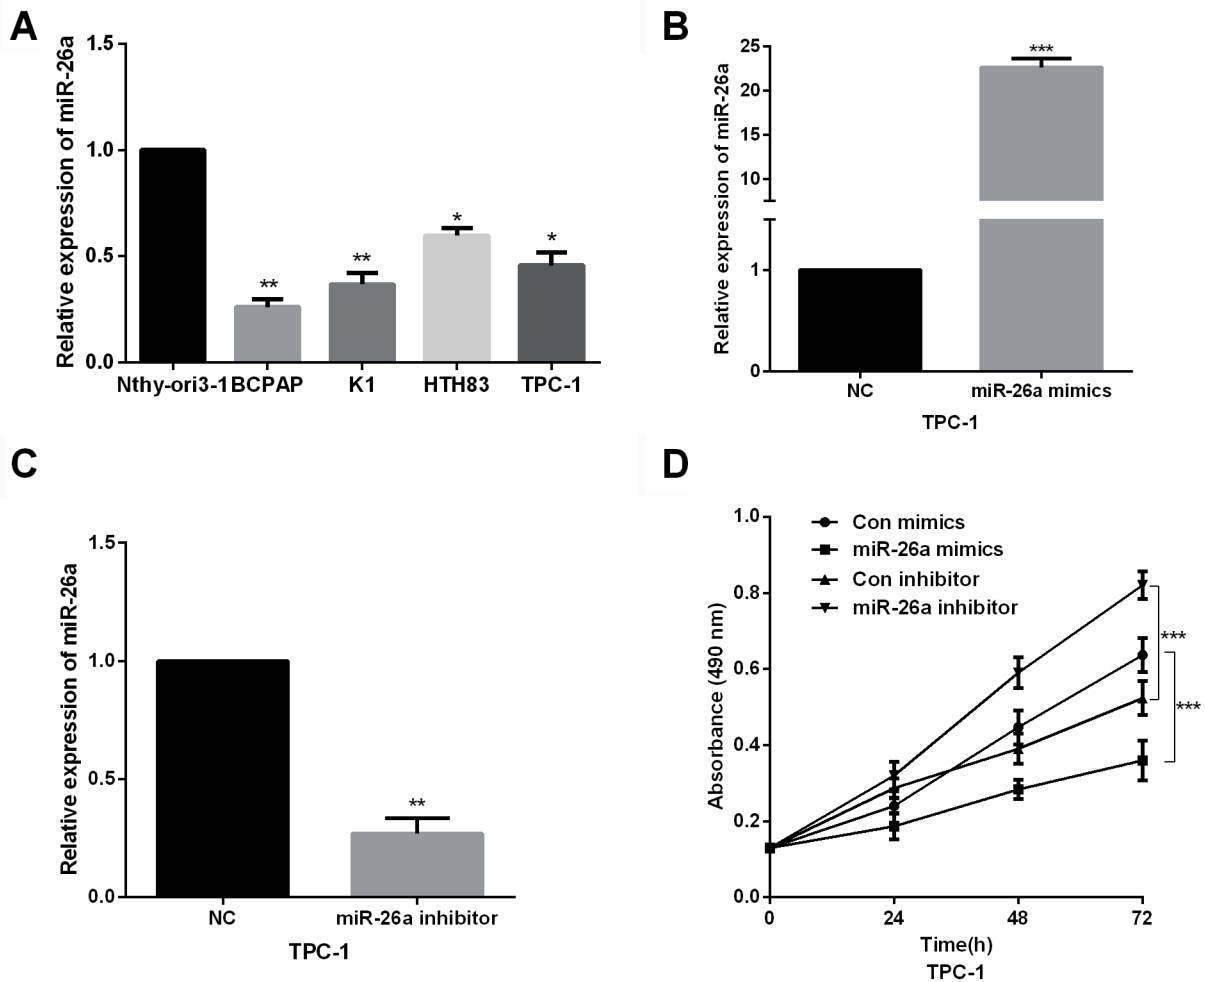 A
Relative expression of miR-26a
1.5
1.0
0.5
0.0
**
**
*
*
Nthy-ori3-1 BCPAP K1 HTH83 TPC-1
B
Relative expression of miR-26a
25
20
15
10
1
0
***
NC miR-26a mimics
TPC-1
C
Relative expression of miR-26a
1.5
1.0
0.5
0.0
**
NC miR-26a inhibitor
TPC-1
D
Absorbance (490 nm)
1.0
0.8
0.6
0.4
0.2
0.0
Con mimics
miR-26a mimics
Con inhibitor
miR-26a inhibitor
***
***
0 24 48 72
Time(h)
TPC-1